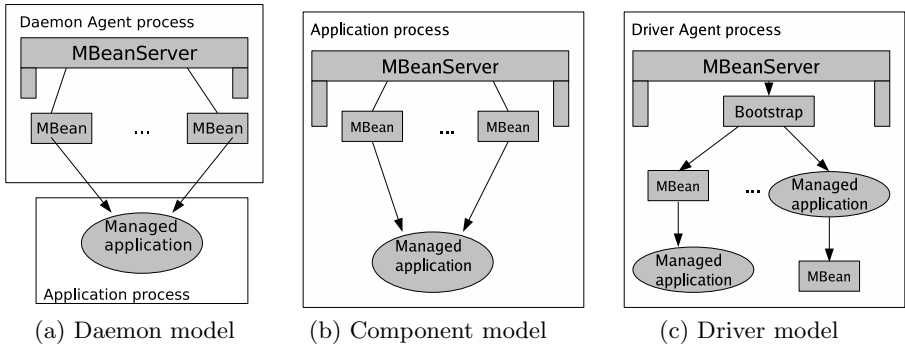 Daemon Agent process
MBeanServer
MBean
...
MBean
Managed
application
Application process
(a) Daemon model
Application process
MBeanServer
MBean
...
MBean
Managed
application
(b) Component model
Driver Agent process
MBeanServer
Bootstrap
MBean
...
Managed
application
Managed
application
MBean
(c) Driver model